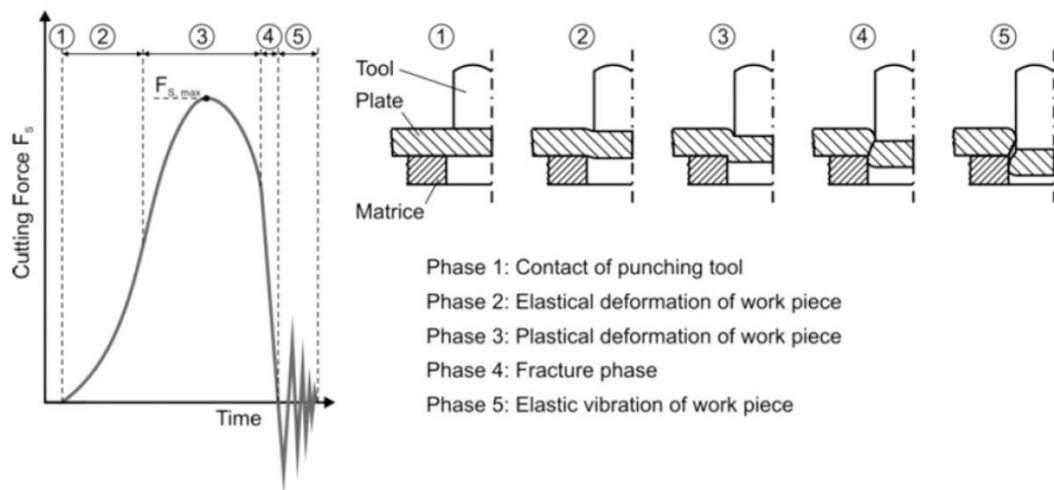 ① ② ③ ④ ⑤
F_S, max
Cutting Force F_s
Time
① ② ③ ④ ⑤
Tool
Plate
Matrice
Phase 1: Contact of punching tool
Phase 2: Elastical deformation of work piece
Phase 3: Plastical deformation of work piece
Phase 4: Fracture phase
Phase 5: Elastic vibration of work piece